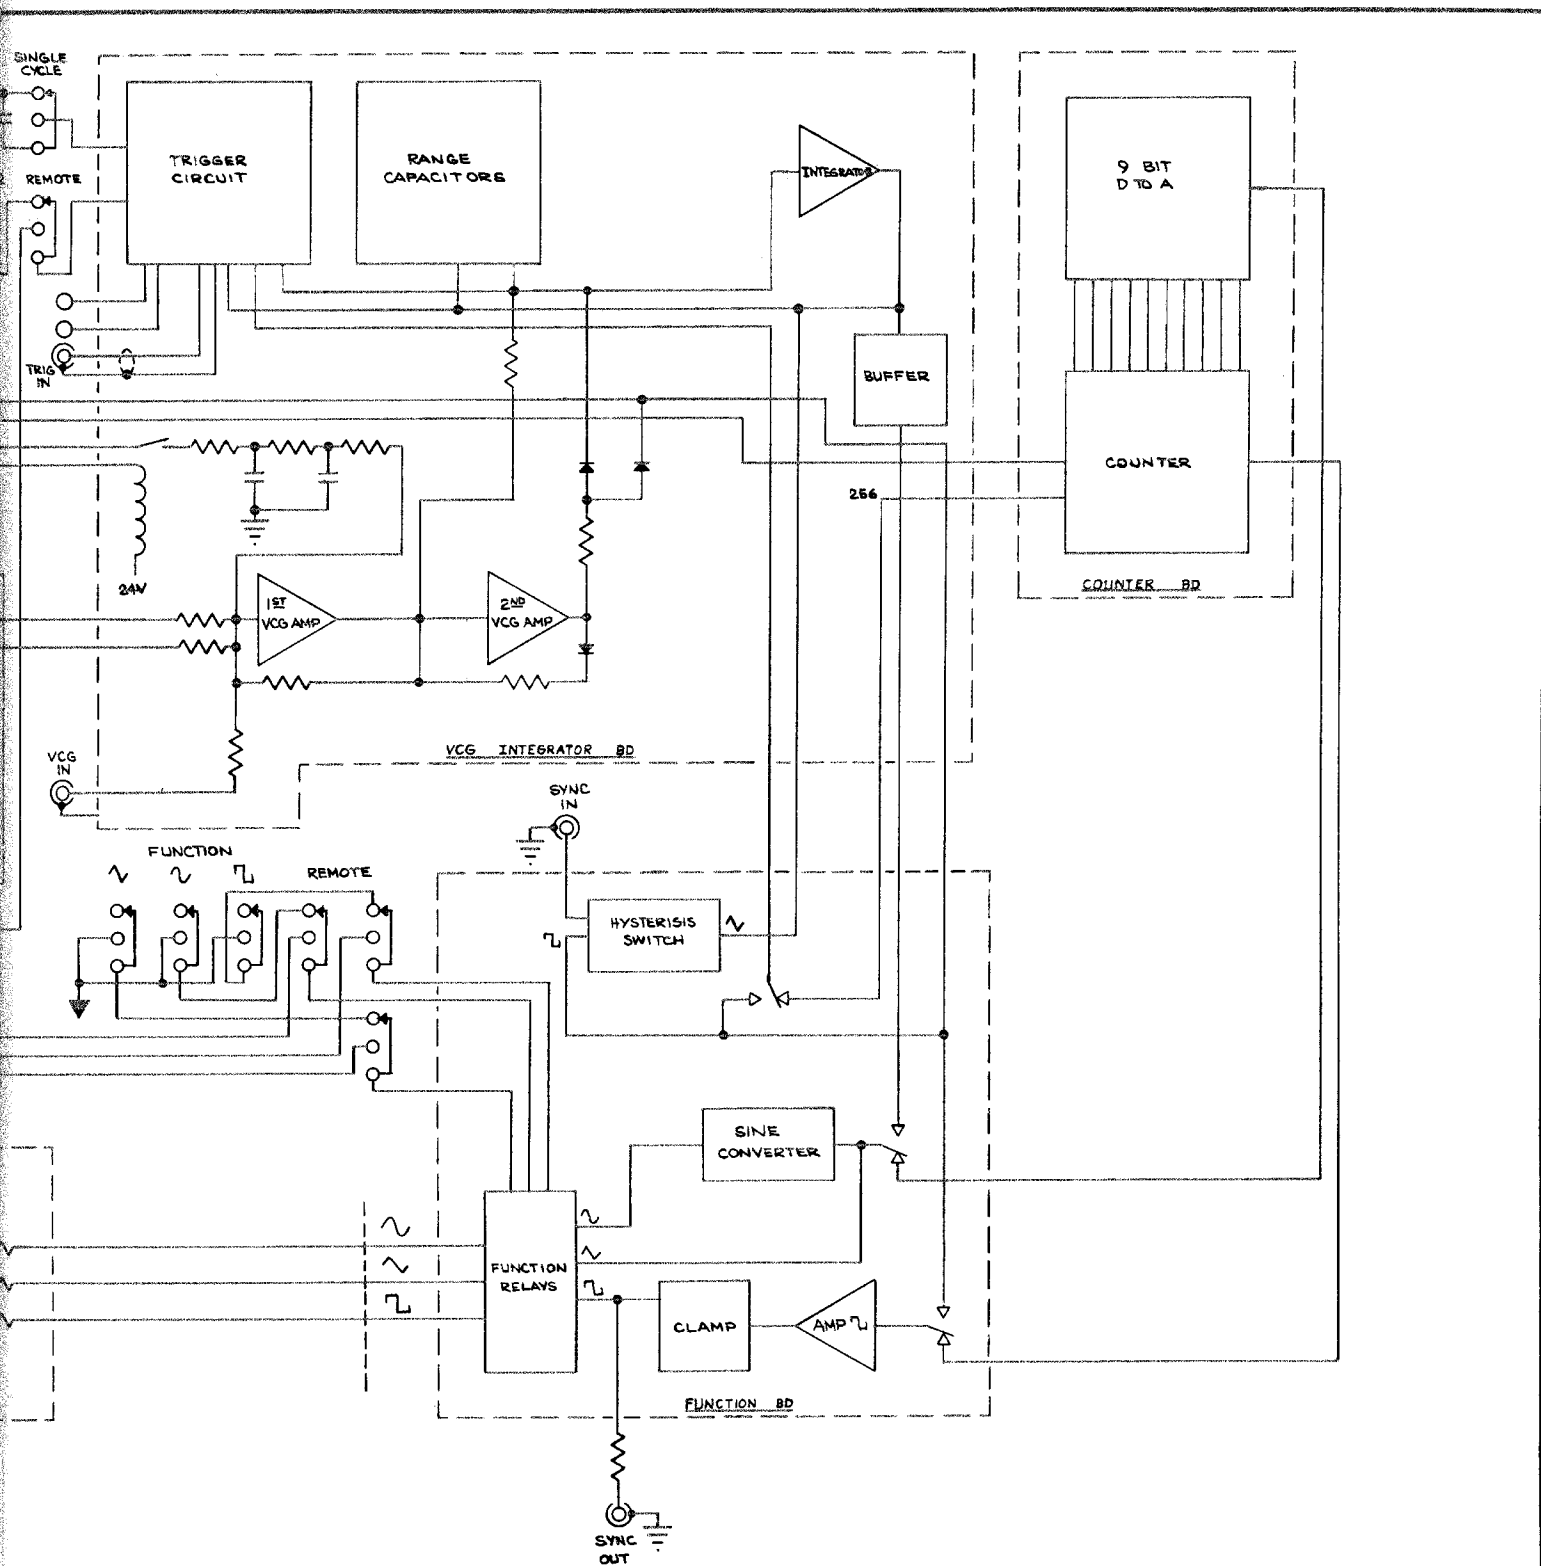 SINGLE
CYCLE
REMOTE
TRIGGER
CIRCUIT
RANGE
CAPACITORS
INTEGRATOR
9 BIT
D TO A
TRIG
IN
BUFFER
COUNTER
256
24V
1ST
VCG AMP
2ND
VCG AMP
COUNTER BD
VCG INTEGRATOR BD
VCG
IN
SYNC
IN
FUNCTION
REMOTE
HYSTERISIS
SWITCH
SINE
CONVERTER
FUNCTION
RELAYS
CLAMP
AMP
FUNCTION BD
SYNC
OUT